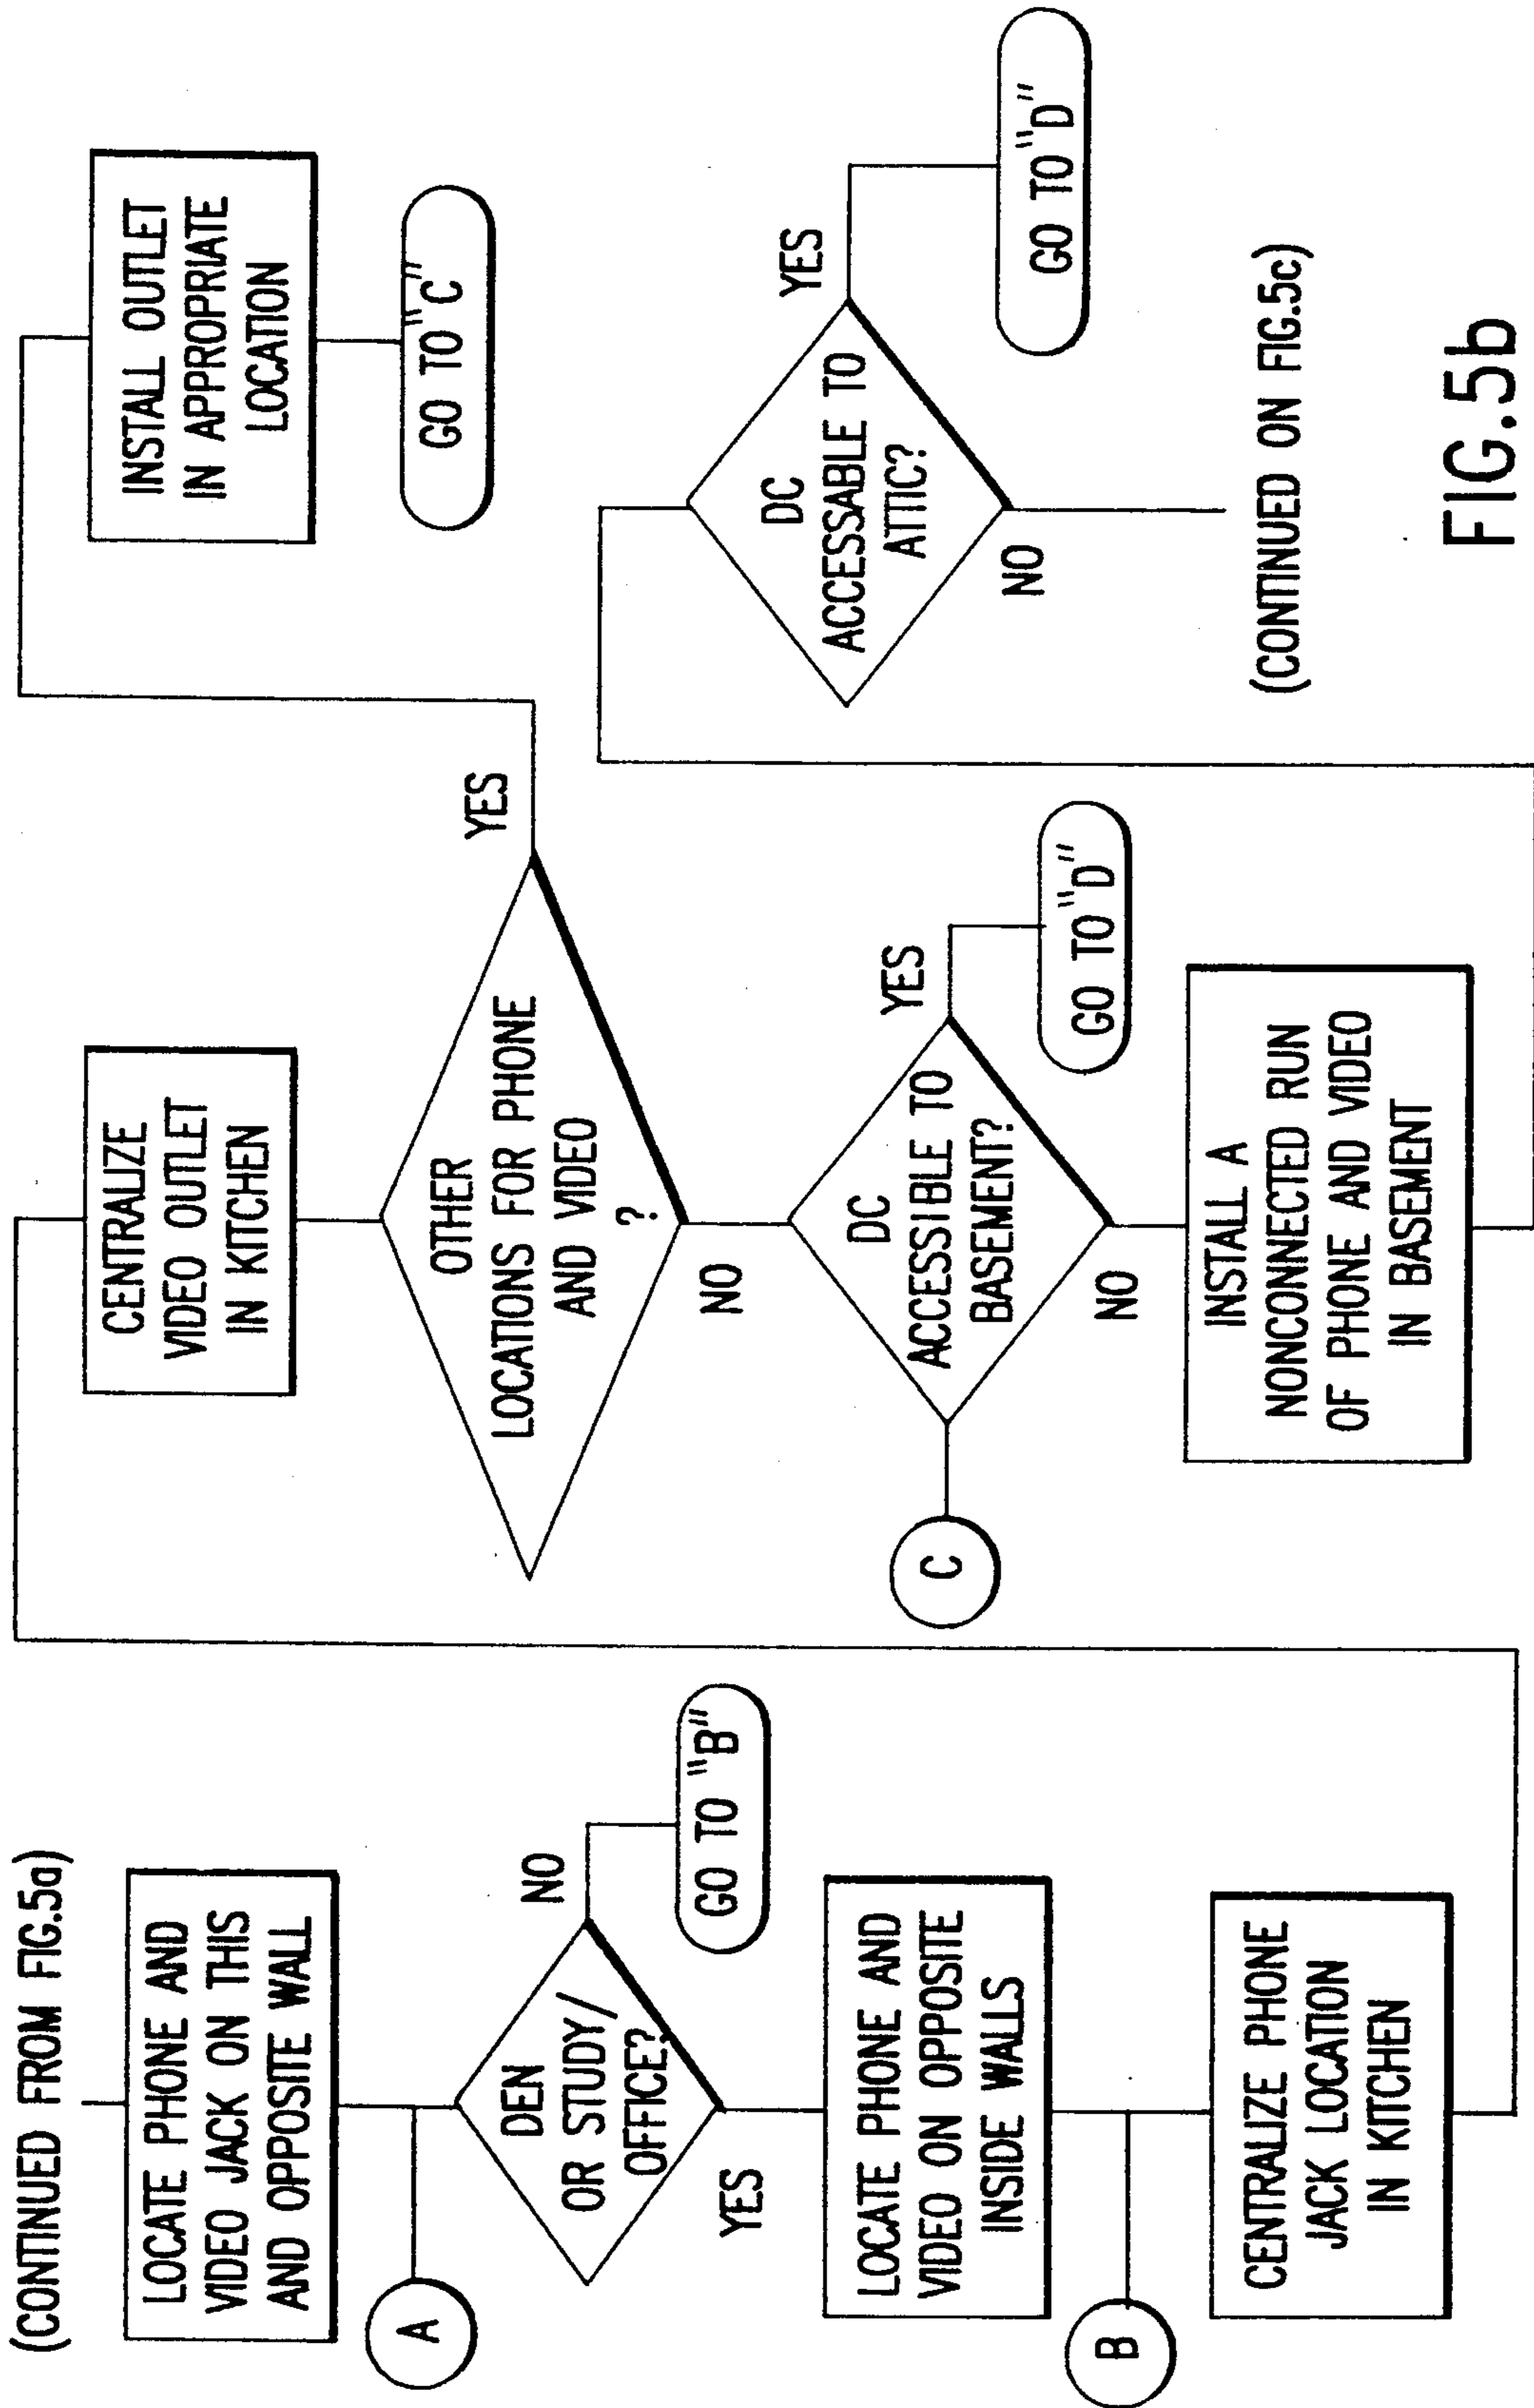 (CONTINUED FROM FIG.5a)
LOCATE PHONE AND
VIDEO JACK ON THIS
AND OPPOSITE WALL
A
DEN
OR STUDY/
OFFICE?
NO
GO TO "B"
YES
LOCATE PHONE AND
VIDEO ON OPPOSITE
INSIDE WALLS
B
CENTRALIZE PHONE
JACK LOCATION
IN KITCHEN
CENTRALIZE
VIDEO OUTLET
IN KITCHEN
OTHER
LOCATIONS FOR PHONE
AND VIDEO
?
YES
NO
C
DC
ACCESSIBLE TO
BASEMENT?
YES
GO TO "D"
NO
INSTALL A
NONCONNECTED RUN
OF PHONE AND VIDEO
IN BASEMENT
INSTALL OUTLET
IN APPROPRIATE
LOCATION
GO TO "C"
DC
ACCESSABLE TO
ATTIC?
YES
GO TO "D"
NO
(CONTINUED ON FIG.5c)
FIG.5b